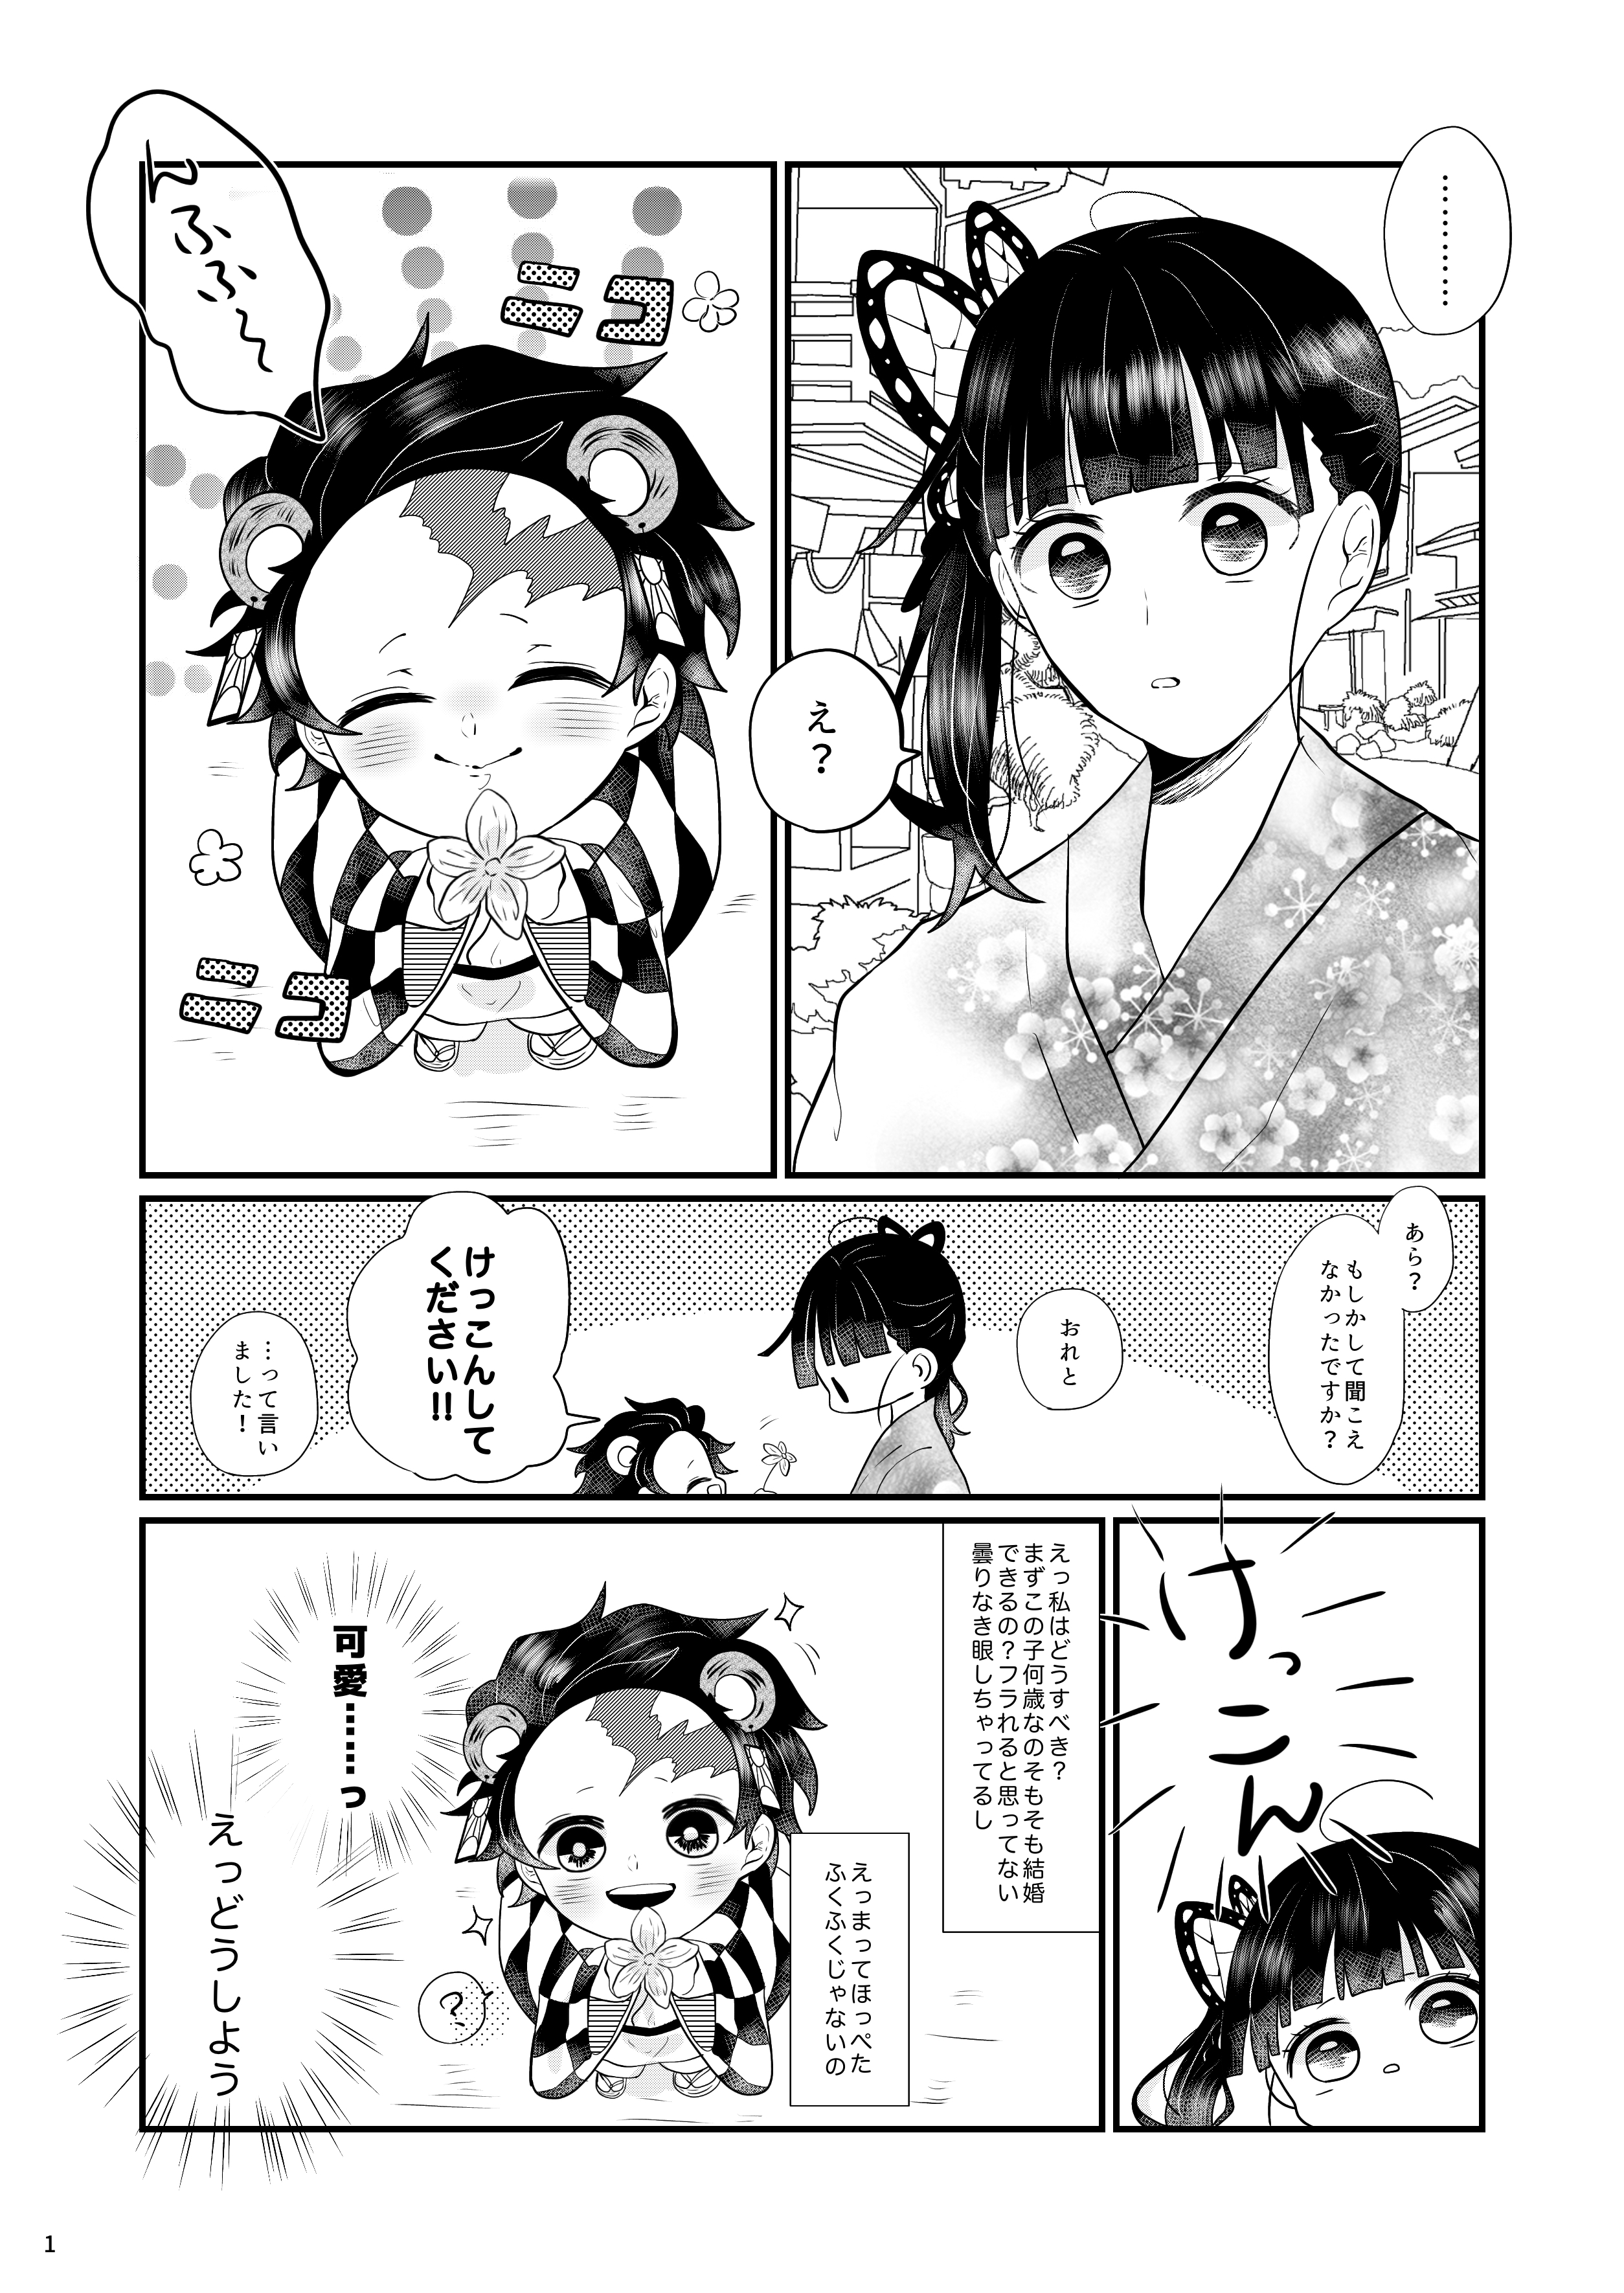 …………
え？
んふふ～
ニコ
ニコ
あら？
もしかして聞こえ
なかったですか？
おれと
けっこんして
ください!!
…って言い
ました！
けっこん
えっ私はどうすべき？
まずこの子何歳なのそもそも結婚
できるの？フラれると思ってない
曇りなき眼しちゃってるし
えっまってほっぺた
ふくふくじゃないの
？
可愛……っ
えっどうしよう
1